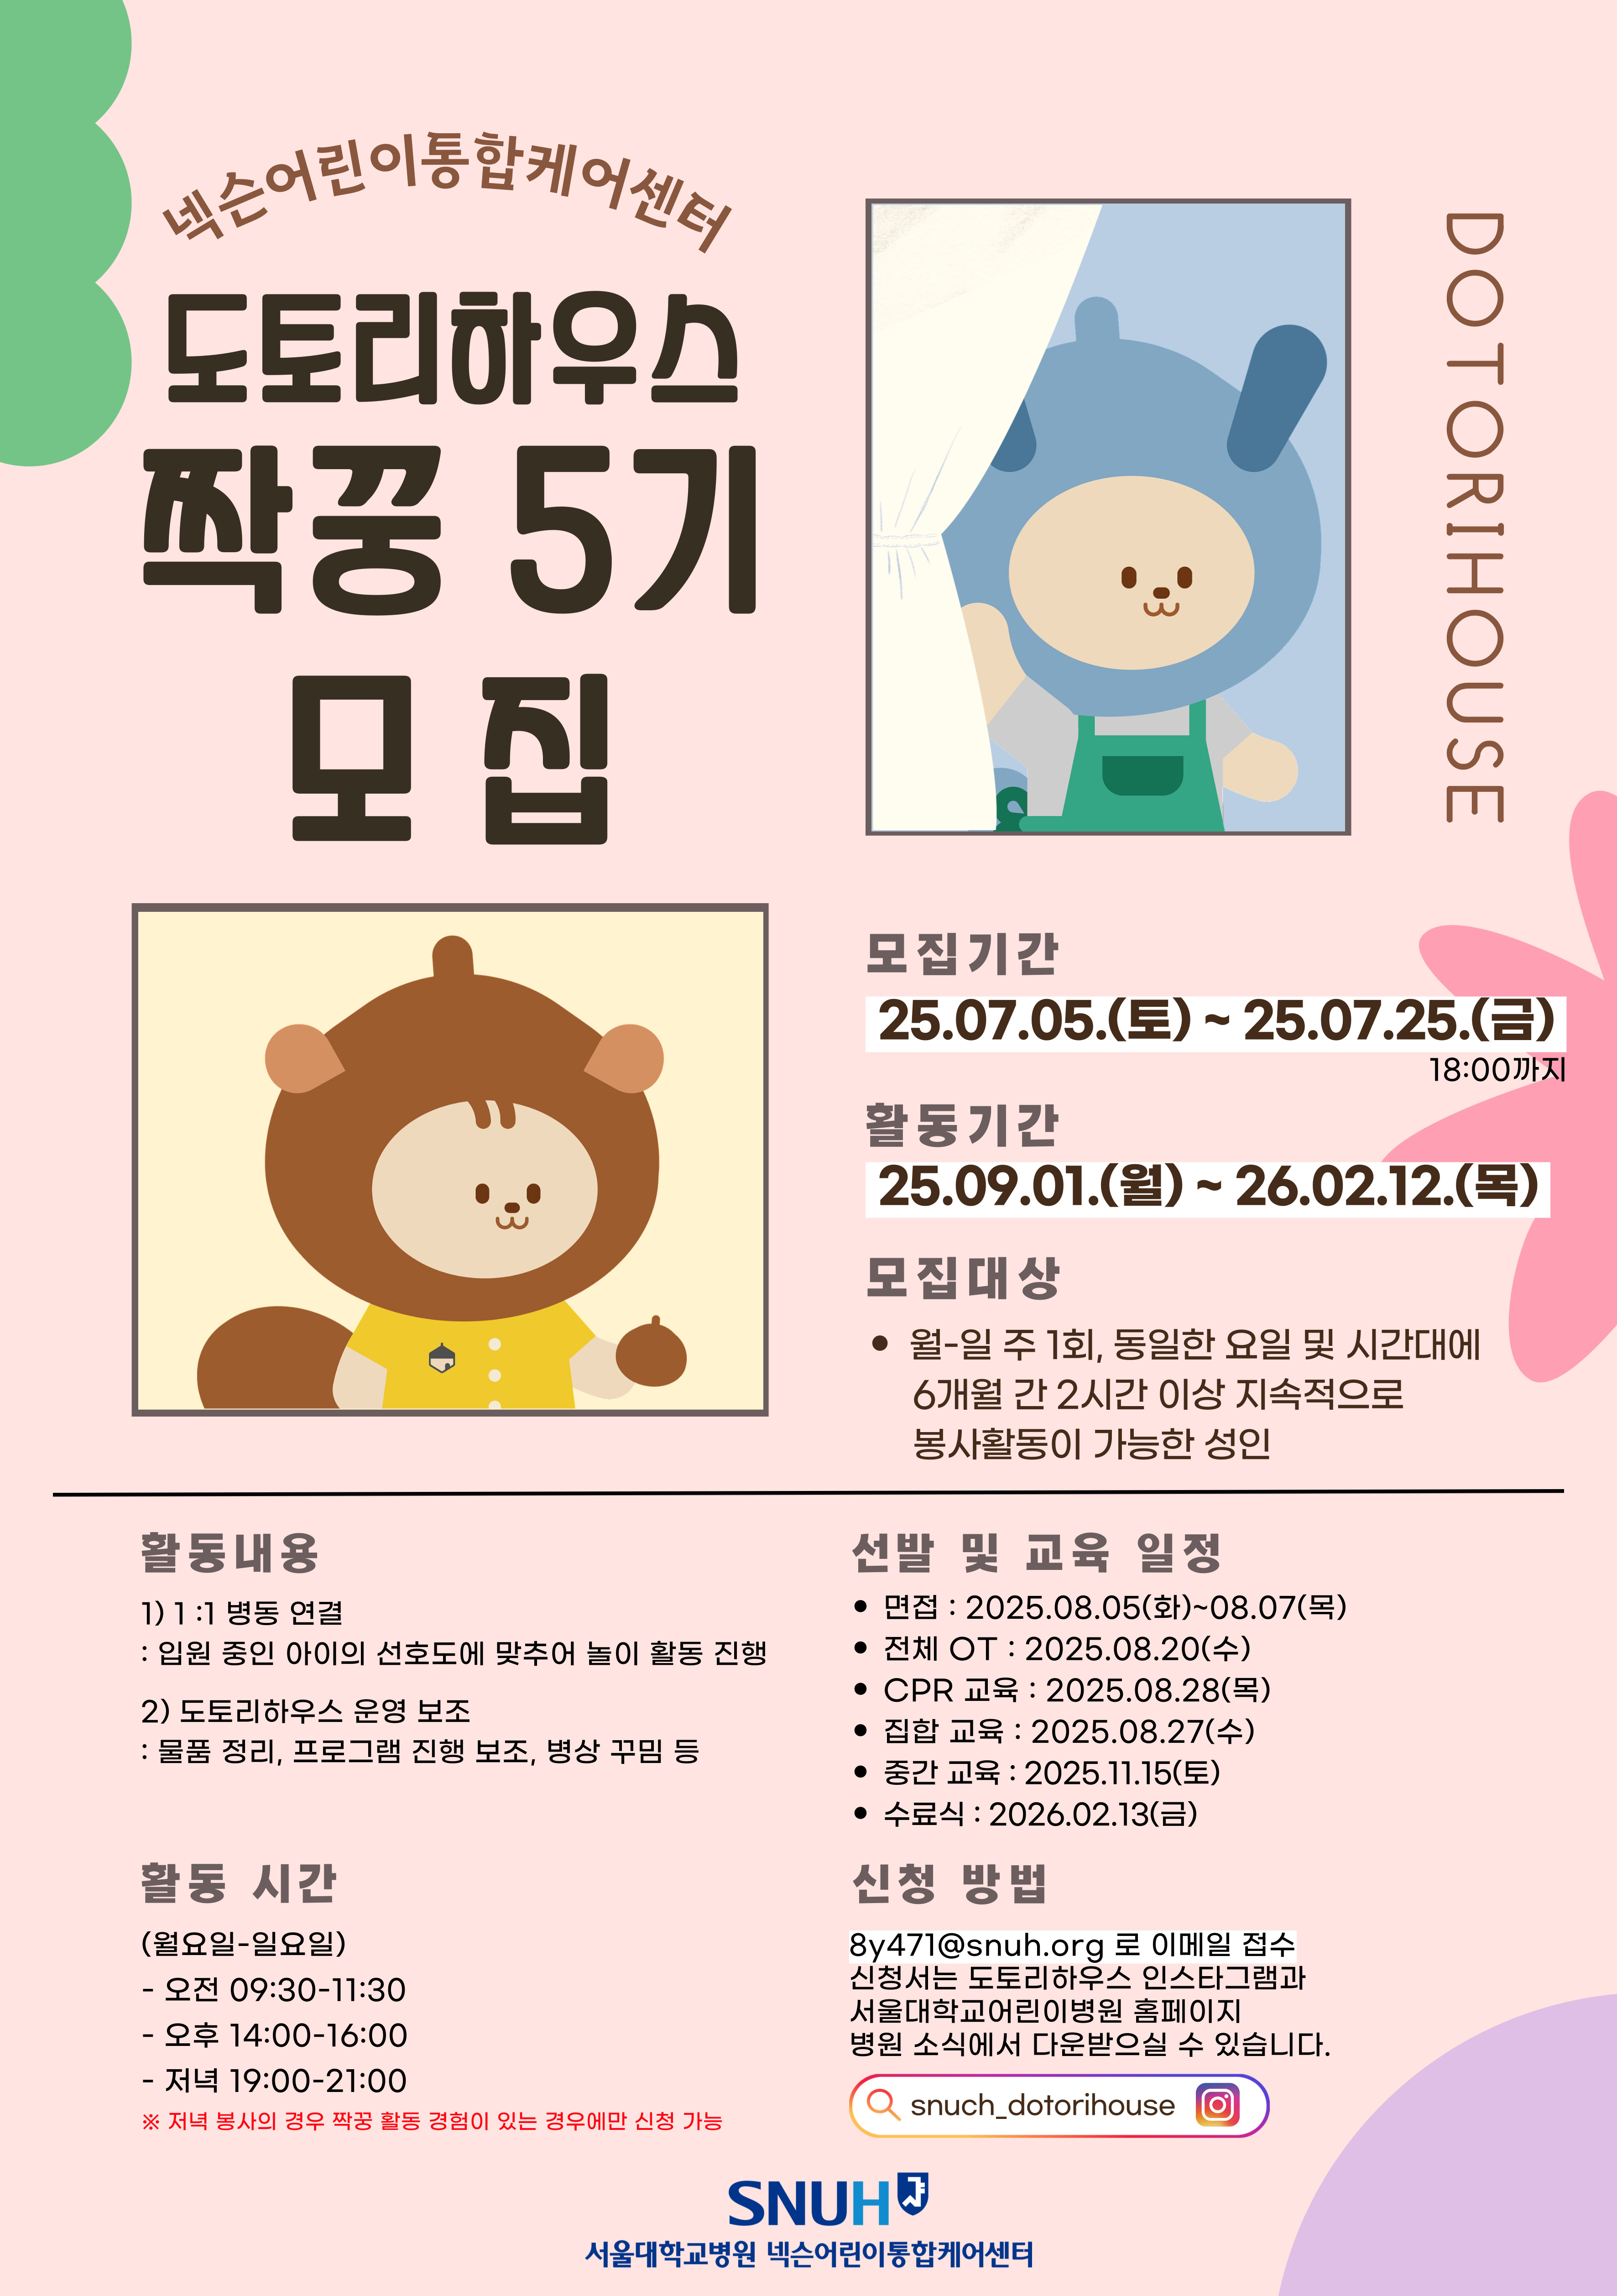 넥슨어린이통합케어센터
도토리하우스
짝꿍 5기
모집
DOTORIHOUSE
모집기간
25.07.05.(토) ~ 25.07.25.(금)
18:00까지
활동기간
25.09.01.(월) ~ 26.02.12.(목)
모집대상
• 월-일 주 1회, 동일한 요일 및 시간대에
6개월 간 2시간 이상 지속적으로
봉사활동이 가능한 성인
활동내용
1) 1 :1 병동 연결
: 입원 중인 아이의 선호도에 맞추어 놀이 활동 진행
2) 도토리하우스 운영 보조
: 물품 정리, 프로그램 진행 보조, 병상 꾸밈 등
활동 시간
(월요일-일요일)
- 오전 09:30-11:30
- 오후 14:00-16:00
- 저녁 19:00-21:00
※ 저녁 봉사의 경우 짝꿍 활동 경험이 있는 경우에만 신청 가능
선발 및 교육 일정
• 면접 : 2025.08.05(화)~08.07(목)
• 전체 OT : 2025.08.20(수)
• CPR 교육 : 2025.08.28(목)
• 집합 교육 : 2025.08.27(수)
• 중간 교육 : 2025.11.15(토)
• 수료식 : 2026.02.13(금)
신청 방법
8y471@snuh.org 로 이메일 접수
신청서는 도토리하우스 인스타그램과
서울대학교어린이병원 홈페이지
병원 소식에서 다운받으실 수 있습니다.
snuch_dotorihouse
SNUH
서울대학교병원 넥슨어린이통합케어센터